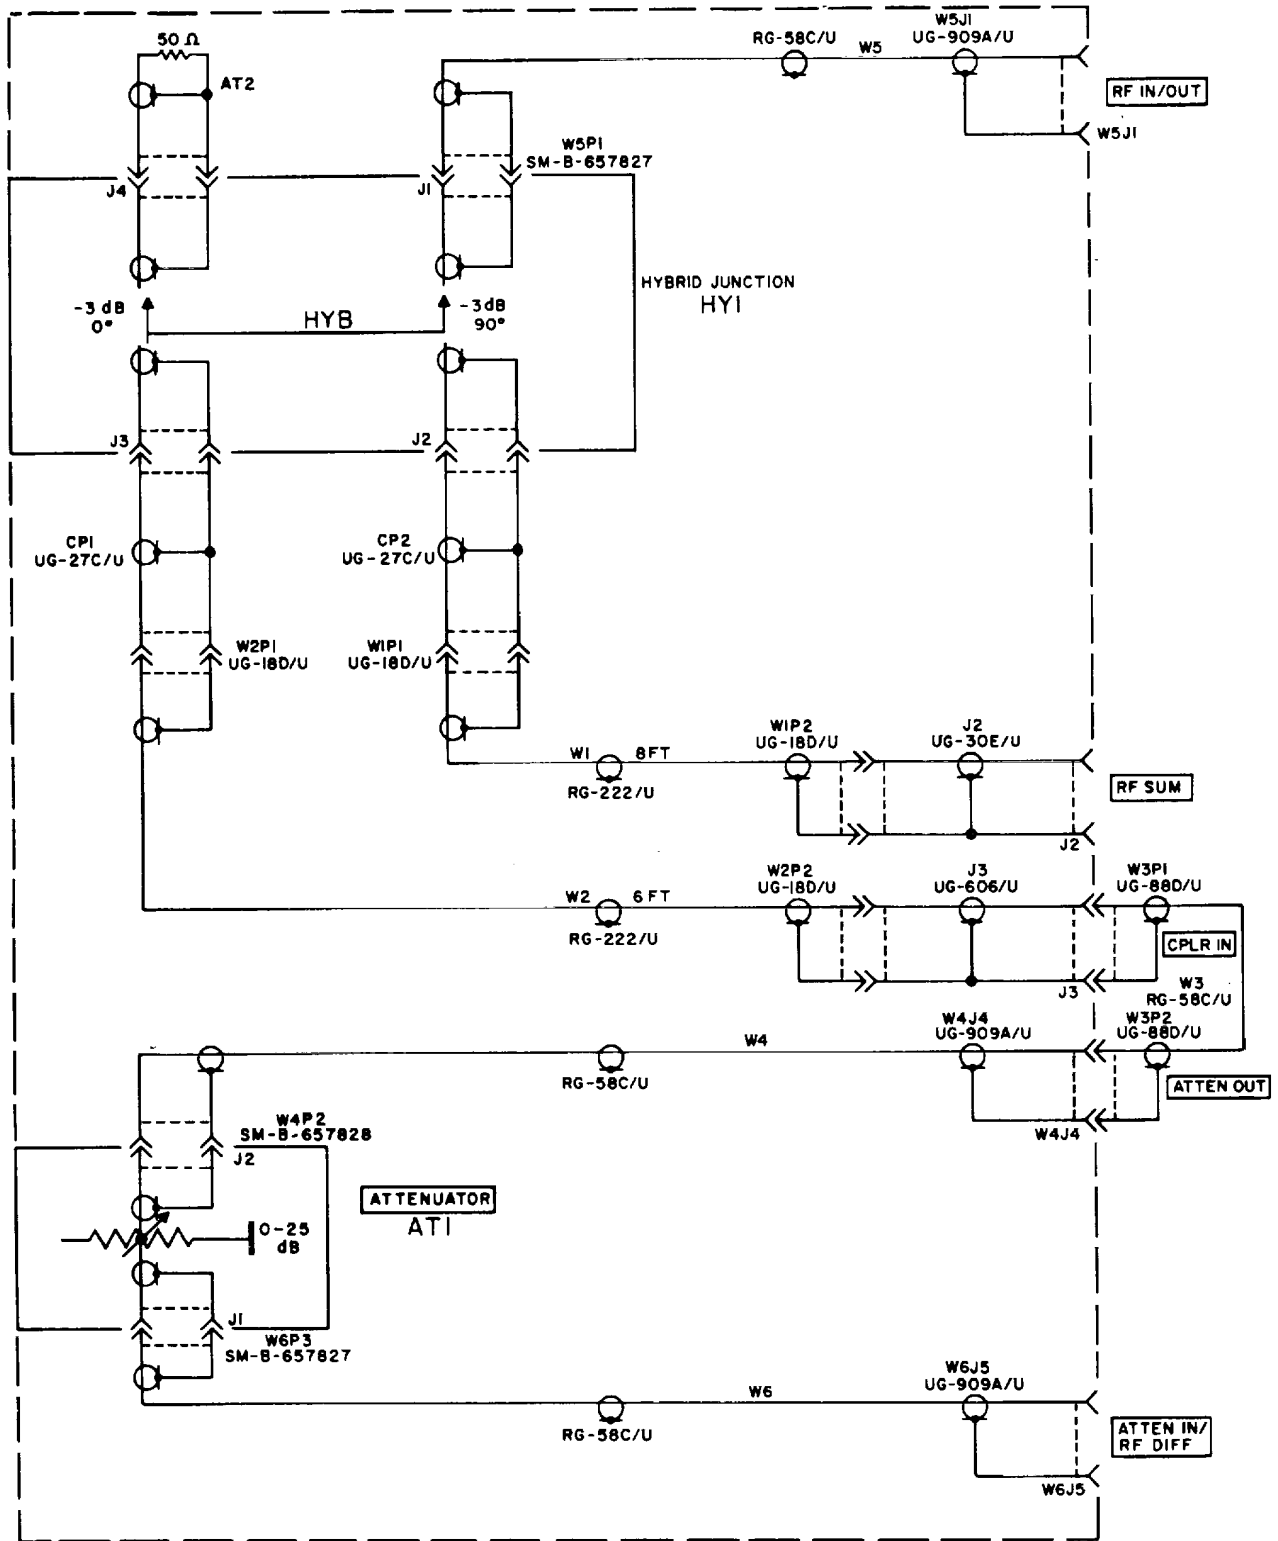 50 Ω
AT2
RG-58C/U
W5
W5J1
UG-909A/U
RF IN/OUT
W5J1
W5P1
SM-B-657827
J4
J1
HYBRID JUNCTION
HY1
-3 dB
0°
HYB
-3dB
90°
J3
J2
CP1
UG-27C/U
CP2
UG-27C/U
W2P1
UG-18D/U
W1P1
UG-18D/U
W1
8FT
RG-222/U
W1P2
UG-18D/U
J2
UG-30E/U
RF SUM
J2
W2
6FT
RG-222/U
W2P2
UG-18D/U
J3
UG-606/U
W3P1
UG-88D/U
CPLR IN
J3
W3
RG-58C/U
W4
RG-58C/U
W4J4
UG-909A/U
W3P2
UG-88D/U
ATTEN OUT
W4J4
W4P2
SM-B-657828
J2
ATTENUATOR
AT1
0-25
dB
J1
W6P3
SM-B-657827
W6
RG-58C/U
W6J5
UG-909A/U
ATTEN IN/
RF DIFF
W6J5